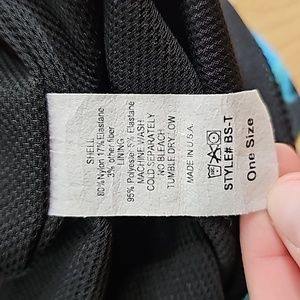 SHELL
80% Nylon 17% Elastane
3% other fiber
LINING
95% Polyester 5% Elastane
MACHINE WASH
COLD SEPARATELY
NO BLEACH
TUMBLE DRY LOW
MADE IN U.S.A.
STYLE# BS-T
One Size